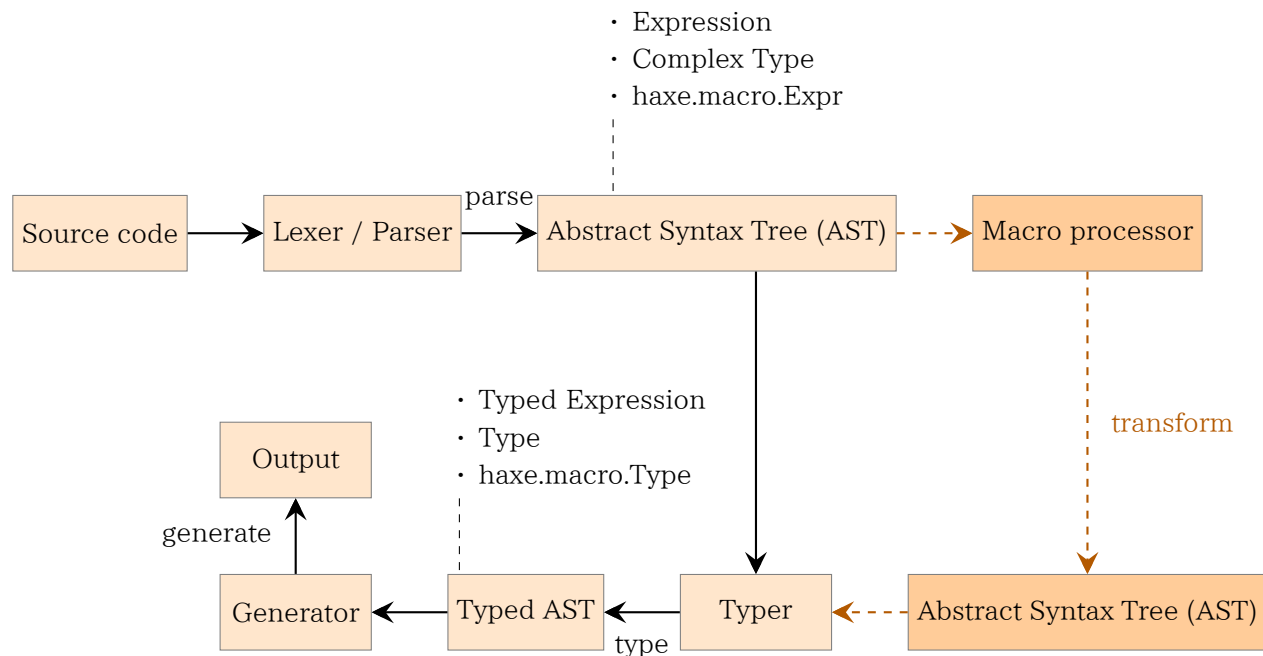 · Expression
· Complex Type
· haxe.macro.Expr
parse
Source code
Lexer / Parser
Abstract Syntax Tree (AST)
Macro processor
· Typed Expression
· Type
· haxe.macro.Type
transform
Output
generate
Generator
Typed AST
type
Typer
Abstract Syntax Tree (AST)